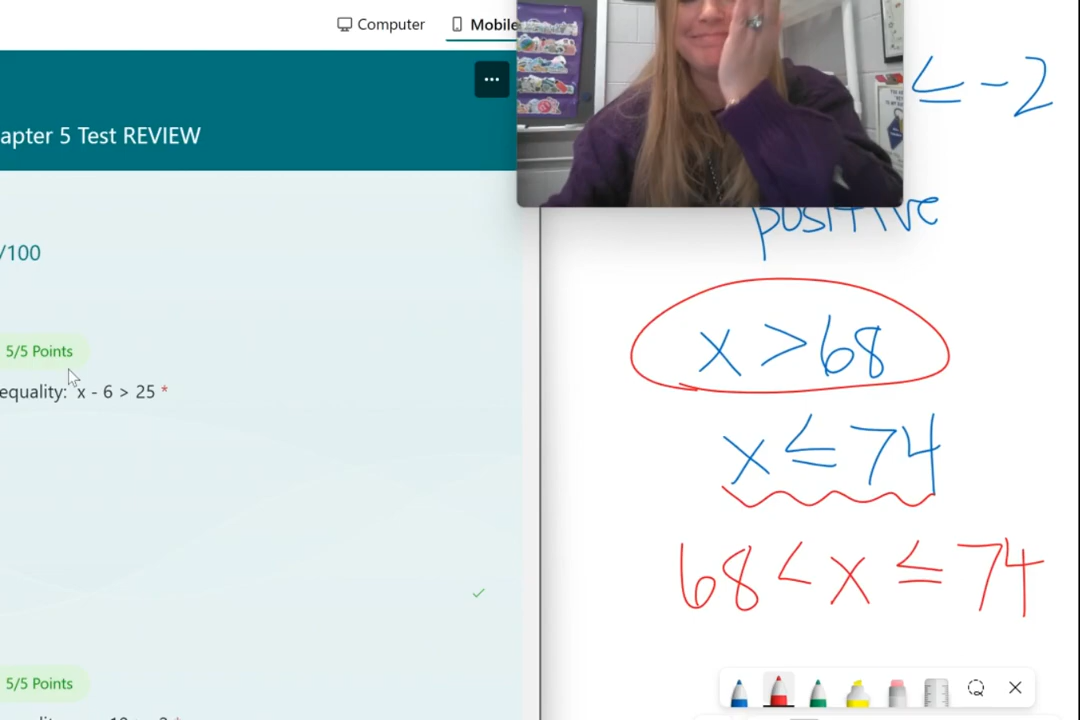 Computer Mobile
...
apter 5 Test REVIEW
/100
5/5 Points
equality: x - 6 > 25 *
5/5 Points
≤ -2
positive
x > 68
x ≤ 74
68 < x ≤ 74